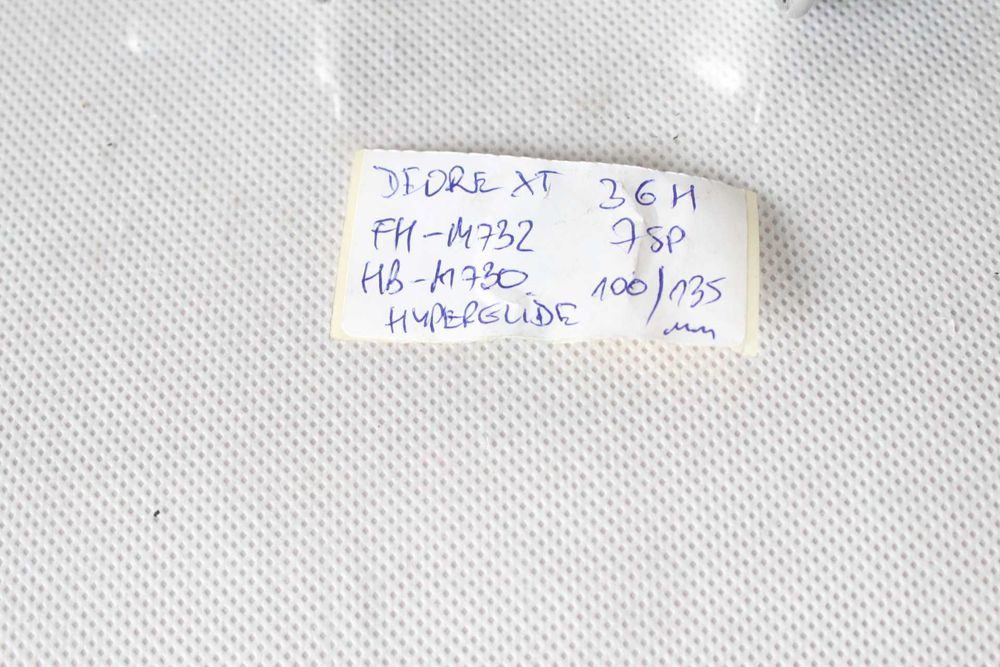 DEORE XT 36H
FH-M732 7SP
HB-M730 100/135
HYPERGLIDE mm